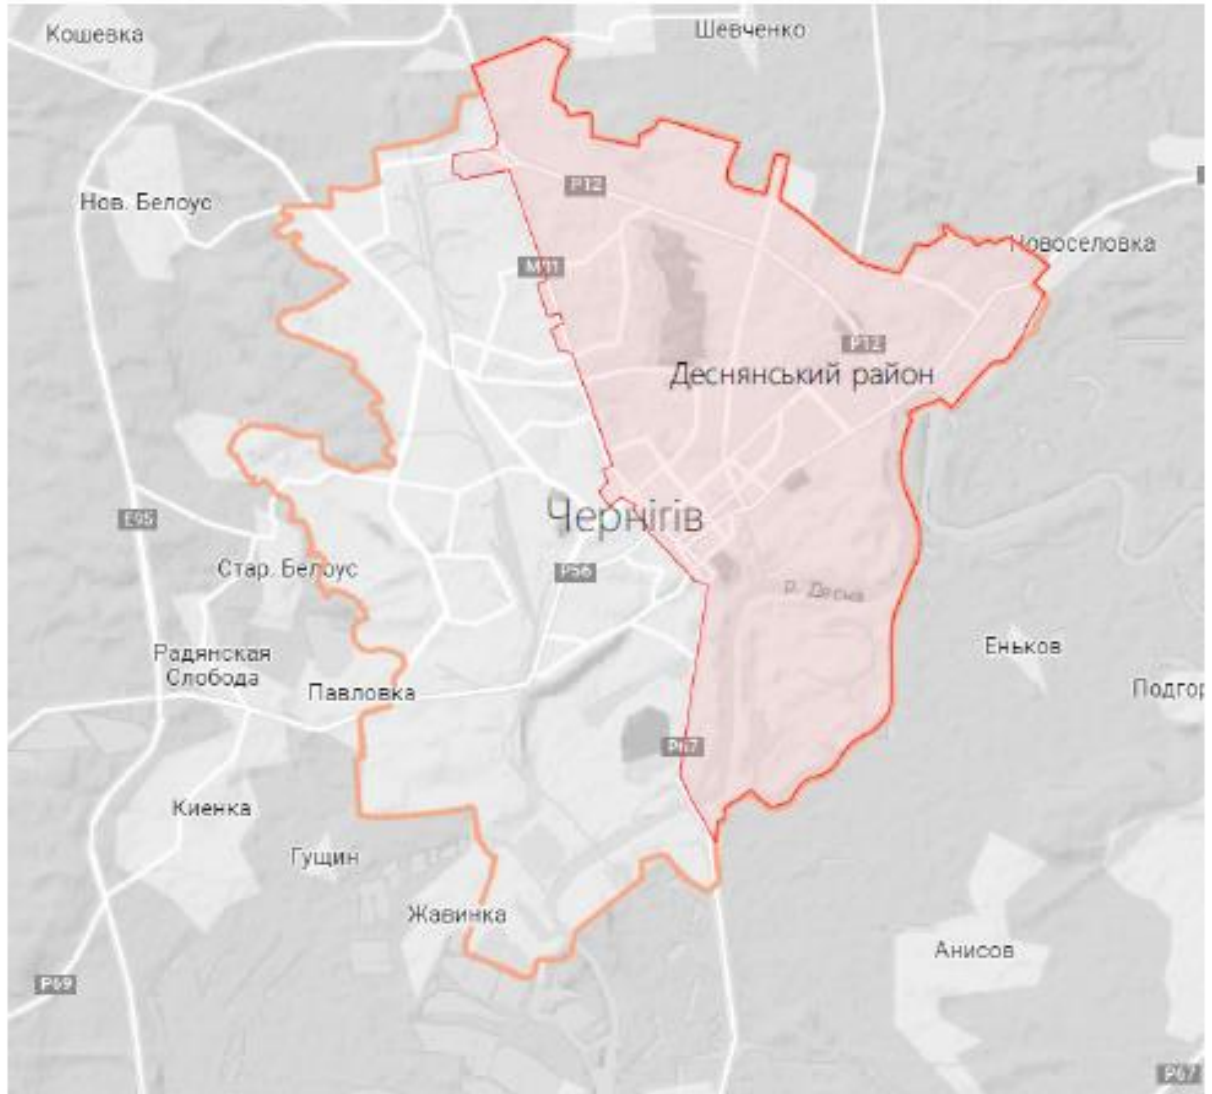 Кошевка
Шевченко
Р12
Нов. Белоус
Новоселовка
М01
Р12
Деснянський район
Чернігів
Е95
Стар. Белоус
Р56
р. Десна
Еньков
Радянская
Слобода
Павловка
Подгор
Р67
Киенка
Гущин
Жавинка
Анисов
Р69
Р67